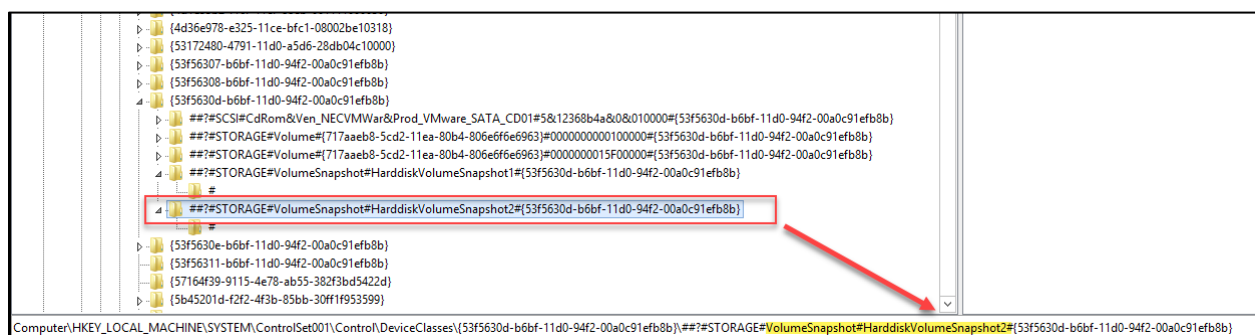 {4d36e978-e325-11ce-bfc1-08002be10318}
{53172480-4791-11d0-a5d6-28db04c10000}
{53f56307-b6bf-11d0-94f2-00a0c91efb8b}
{53f56308-b6bf-11d0-94f2-00a0c91efb8b}
{53f5630d-b6bf-11d0-94f2-00a0c91efb8b}
##?#SCSI#CdRom&Ven_NECVMWar&Prod_VMware_SATA_CD01#5&12368b4a&0&010000#{53f5630d-b6bf-11d0-94f2-00a0c91efb8b}
##?#STORAGE#Volume#{717aaeb8-5cd2-11ea-80b4-806e6f6e6963}#0000000000100000#{53f5630d-b6bf-11d0-94f2-00a0c91efb8b}
##?#STORAGE#Volume#{717aaeb8-5cd2-11ea-80b4-806e6f6e6963}#0000000015F00000#{53f5630d-b6bf-11d0-94f2-00a0c91efb8b}
##?#STORAGE#VolumeSnapshot#HarddiskVolumeSnapshot1#{53f5630d-b6bf-11d0-94f2-00a0c91efb8b}
#
##?#STORAGE#VolumeSnapshot#HarddiskVolumeSnapshot2#{53f5630d-b6bf-11d0-94f2-00a0c91efb8b}
#
{53f5630e-b6bf-11d0-94f2-00a0c91efb8b}
{53f56311-b6bf-11d0-94f2-00a0c91efb8b}
{57164f39-9115-4e78-ab55-382f3bd5422d}
{5b45201d-f2f2-4f3b-85bb-30ff1f953599}
Computer\HKEY_LOCAL_MACHINE\SYSTEM\ControlSet001\Control\DeviceClasses\{53f5630d-b6bf-11d0-94f2-00a0c91efb8b}\##?#STORAGE#VolumeSnapshot#HarddiskVolumeSnapshot2#{53f5630d-b6bf-11d0-94f2-00a0c91efb8b}